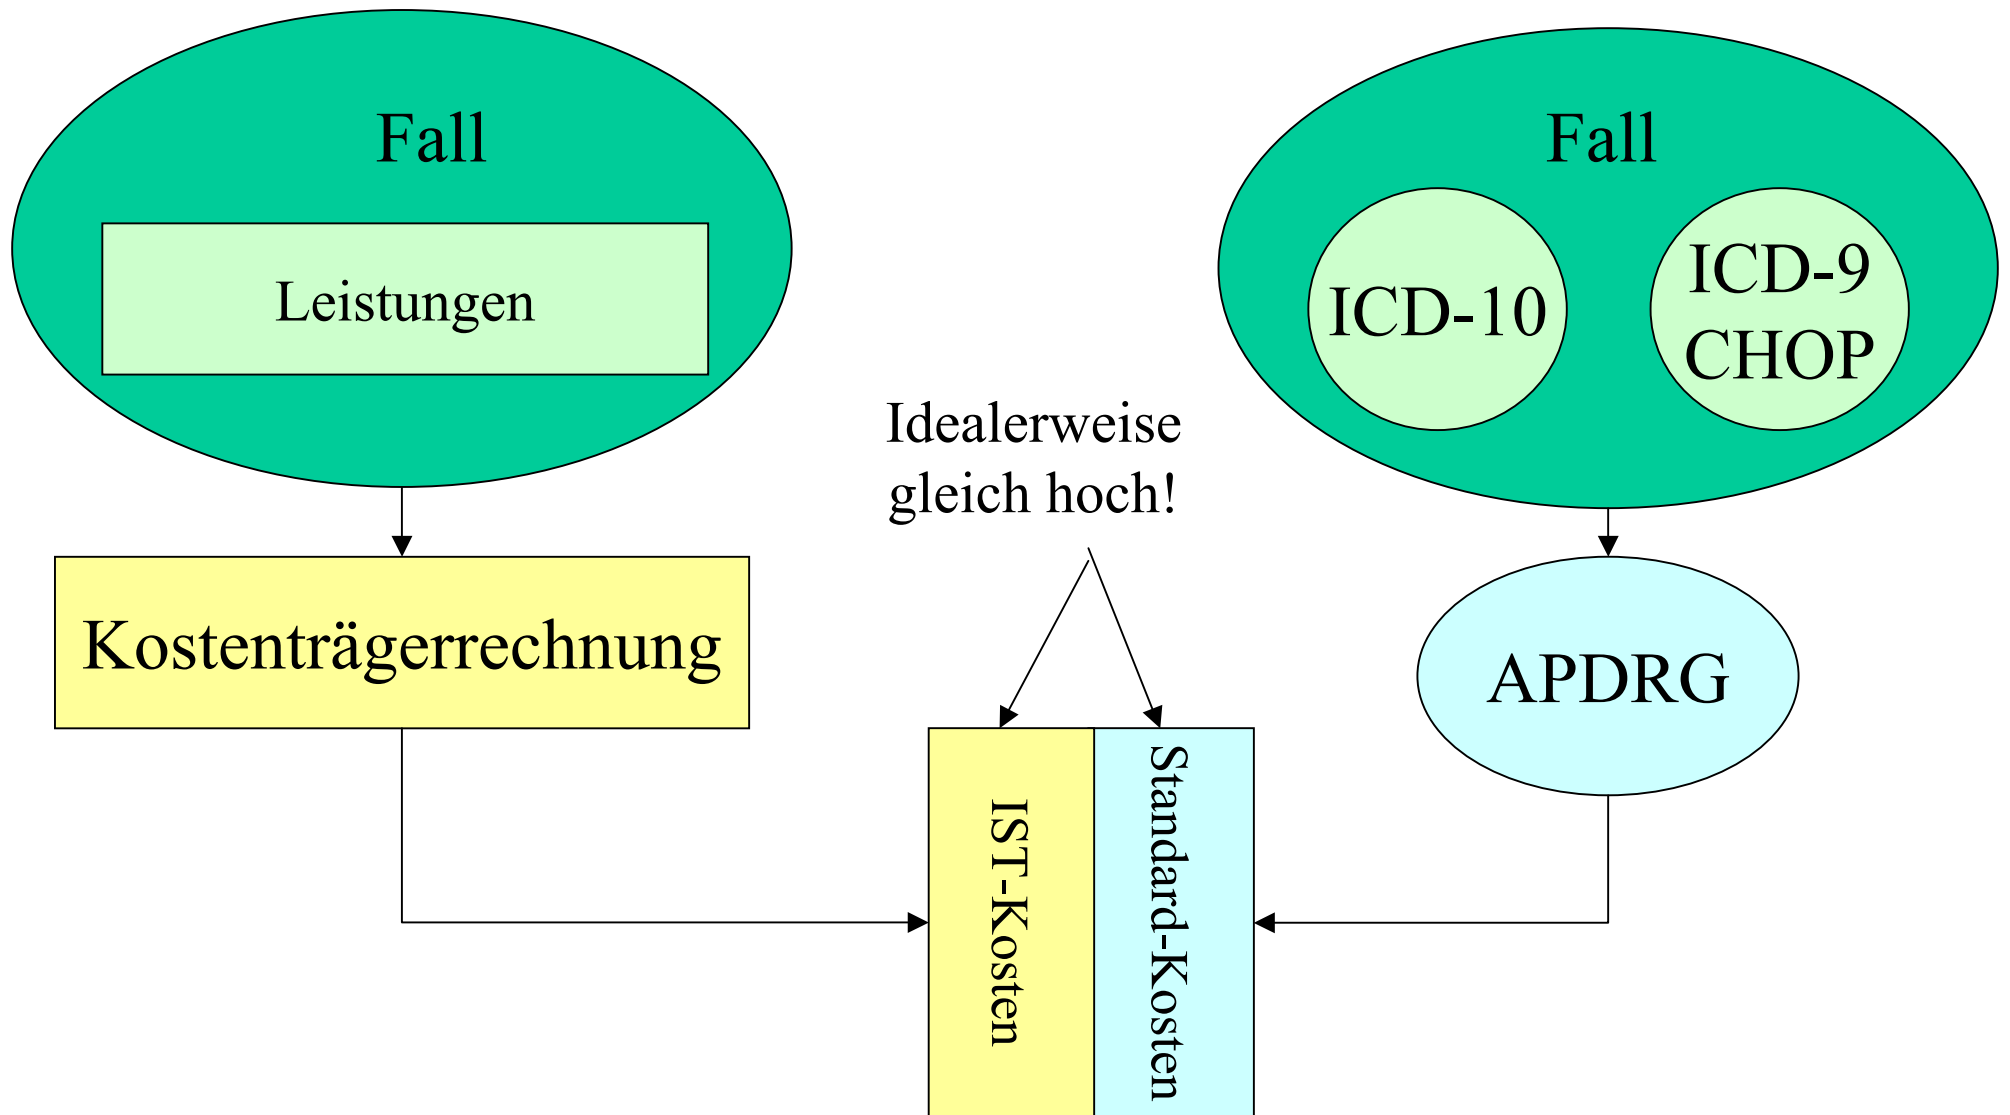 Fall
Leistungen
Fall
ICD-10
ICD-9
CHOP
Idealerweise
gleich hoch!
Kostenträgerrechnung
APDRG
IST-Kosten
Standard-Kosten